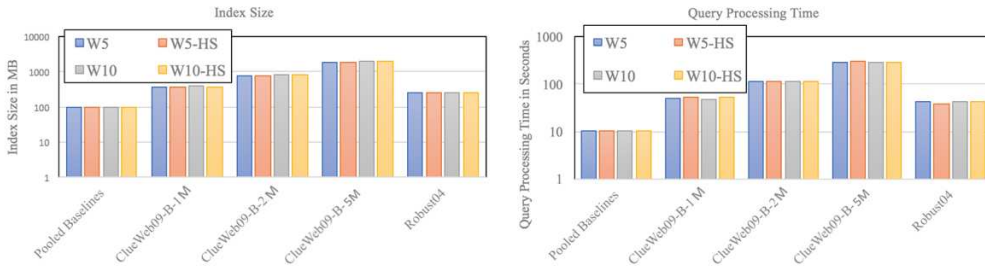 Index Size
Index Size in MB
10000
1000
100
10
1
W5
W5-HS
W10
W10-HS
Pooled Baselines
ClueWeb09-B-1M
ClueWeb09-B-2M
ClueWeb09-B-5M
Robust04
Query Processing Time
Query Processing Time in Seconds
1000
100
10
1
W5
W5-HS
W10
W10-HS
Pooled Baselines
ClueWeb09-B-1M
ClueWeb09-B-2M
ClueWeb09-B-5M
Robust04